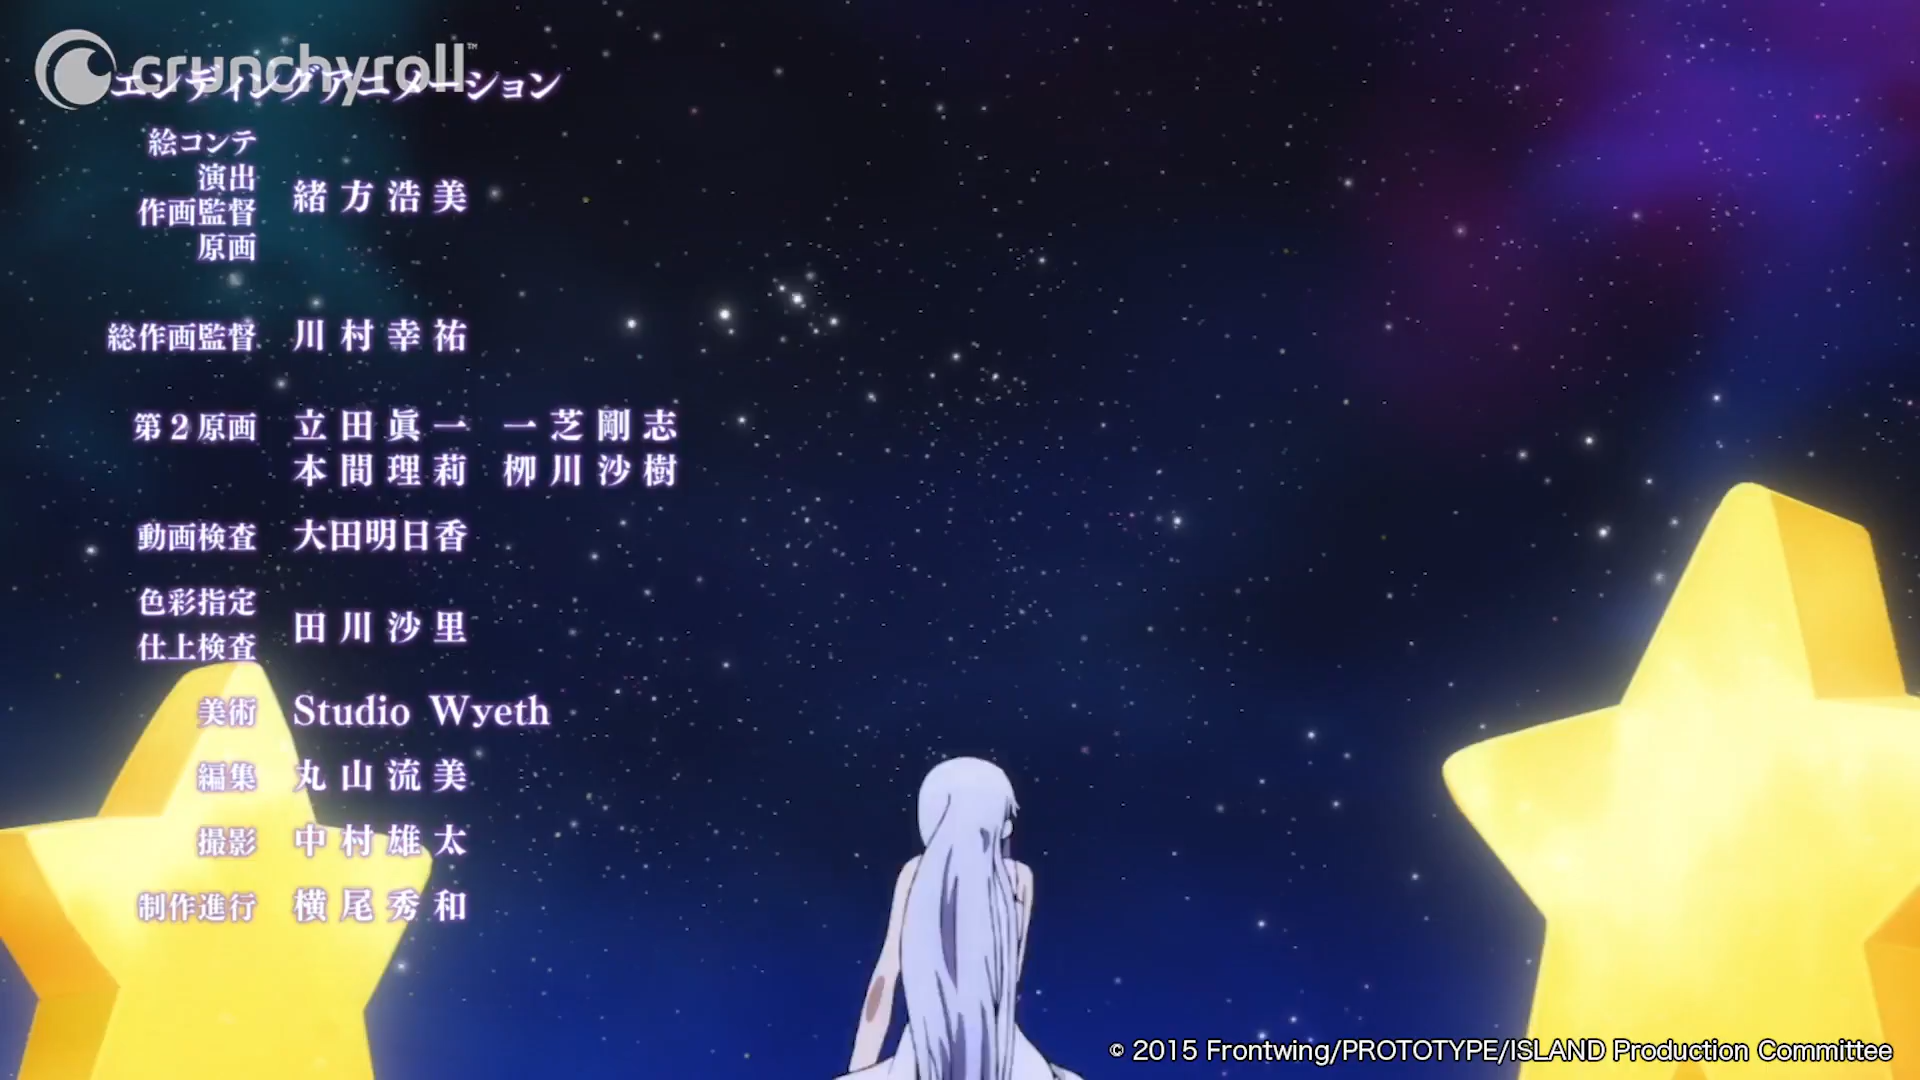 crunchyroll™
エンディングアニメーション
絵コンテ
演出
作画監督
原画
緒方浩美
総作画監督 川村幸祐
第2原画 立田眞一 一芝剛志
本間理莉 栁川沙樹
動画検査 大田明日香
色彩指定
仕上検査
田川沙里
美術 Studio Wyeth
編集 丸山流美
撮影 中村雄太
制作進行 横尾秀和
© 2015 Frontwing/PROTOTYPE/ISLAND Production Committee